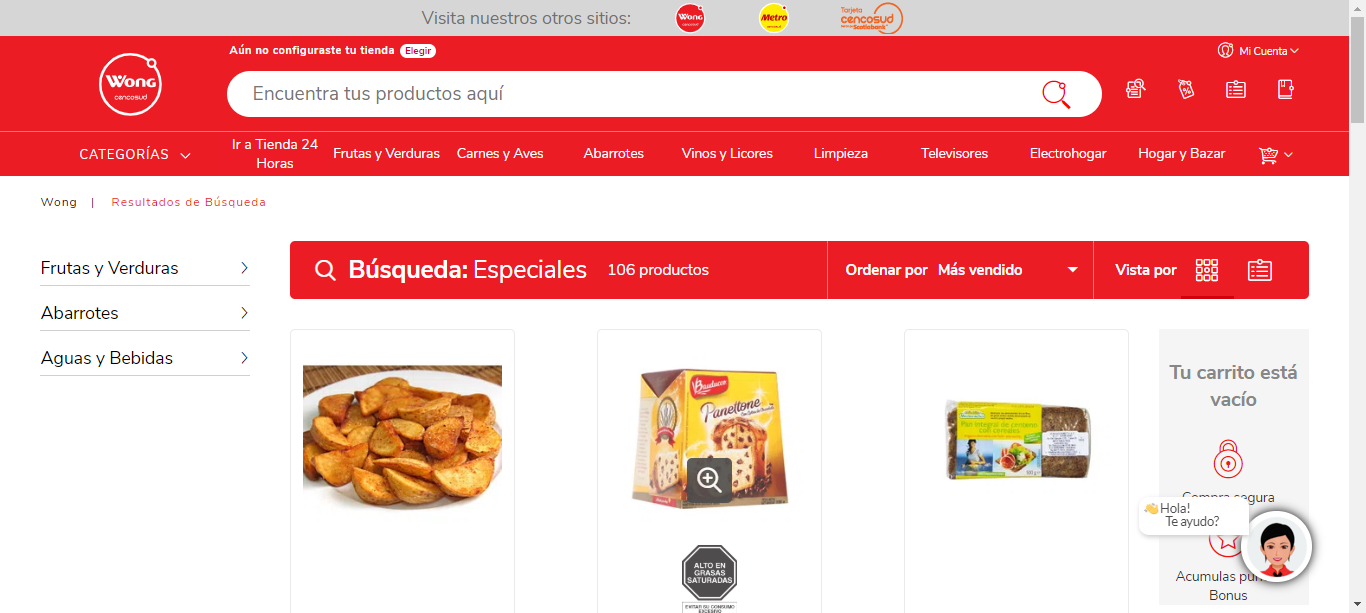 Visita nuestros otros sitios:
Wong
cencosud
Metro
cencosud
Tarjeta
cencosud
Scotiabank
Aún no configuraste tu tienda Elegir
Mi Cuenta
Wong
cencosud
Encuentra tus productos aquí
CATEGORÍAS
Ir a Tienda 24
Horas
Frutas y Verduras
Carnes y Aves
Abarrotes
Vinos y Licores
Limpieza
Televisores
Electrohogar
Hogar y Bazar
Wong | Resultados de Búsqueda
Frutas y Verduras
Abarrotes
Aguas y Bebidas
Búsqueda: Especiales 106 productos
Ordenar por Más vendido
Vista por
Bauducco
Panettone
ALTO EN
GRASAS
SATURADAS
EVITAR SU CONSUMO
EXCESIVO
Pan integral de centeno
con cereales
Tu carrito está
vacío
Compra segura
👋Hola!
Te ayudo?
Acumulas pun
Bonus